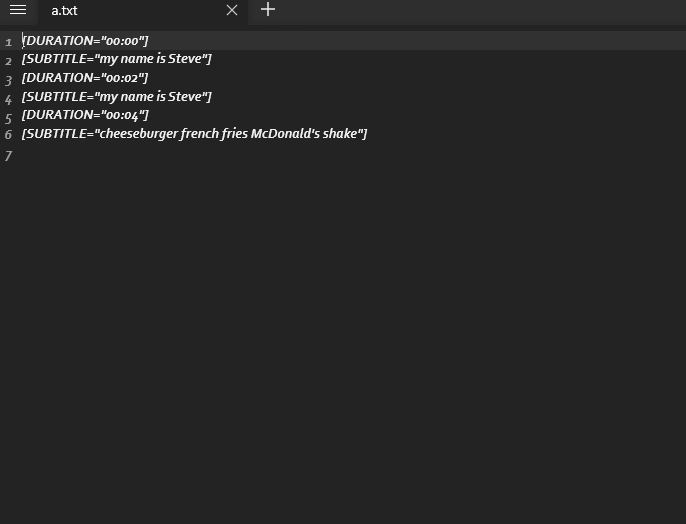 a.txt
1 [DURATION="00:00"]
2 [SUBTITLE="my name is Steve"]
3 [DURATION="00:02"]
4 [SUBTITLE="my name is Steve"]
5 [DURATION="00:04"]
6 [SUBTITLE="cheeseburger french fries McDonald's shake"]
7